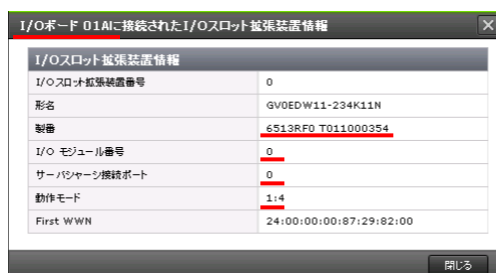 I/Oボード 01Aに接続されたI/Oスロット拡張装置情報
I/Oスロット拡張装置情報
I/Oスロット拡張装置番号 0
形名 GV0EDW11-234K11N
製番 6513RF0 T011000354
I/O モジュール番号 0
サーバシャーシ接続ポート 0
動作モード 1:4
First WWN 24:00:00:00:87:29:82:00
閉じる